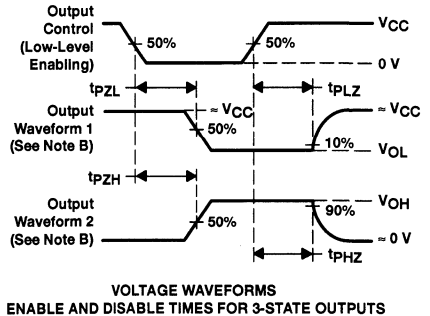 Output
Control
(Low-Level
Enabling)
50%
50%
VCC
0 V
tPZL
tPLZ
Output
Waveform 1
(See Note B)
≈ VCC
50%
≈ VCC
10%
VOL
tPZH
Output
Waveform 2
(See Note B)
50%
VOH
90%
≈ 0 V
tPHZ
VOLTAGE WAVEFORMS
ENABLE AND DISABLE TIMES FOR 3-STATE OUTPUTS